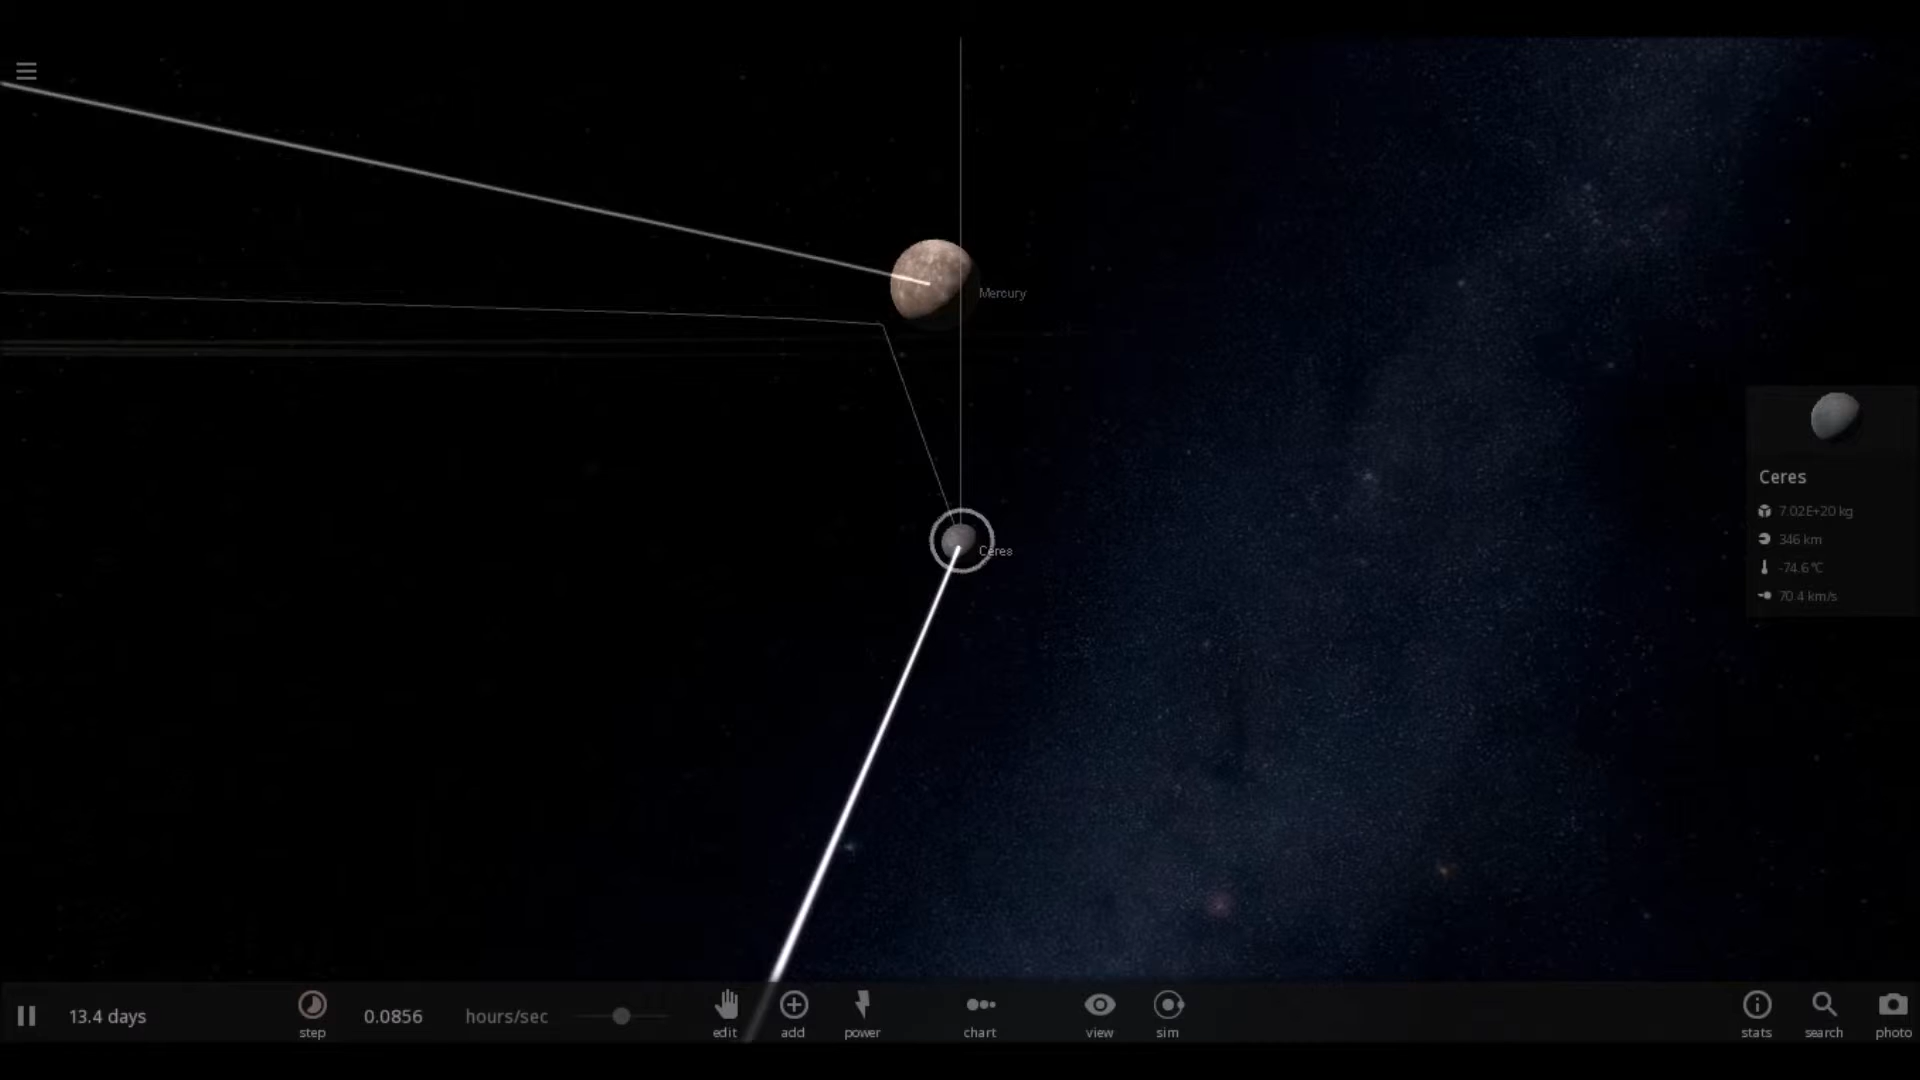 Mercury
Ceres
Ceres
7.02E+20 kg
346 km
-74.6 °C
70.4 km/s
13.4 days
step
0.0856
hours/sec
edit
add
power
chart
view
sim
stats
search
photo